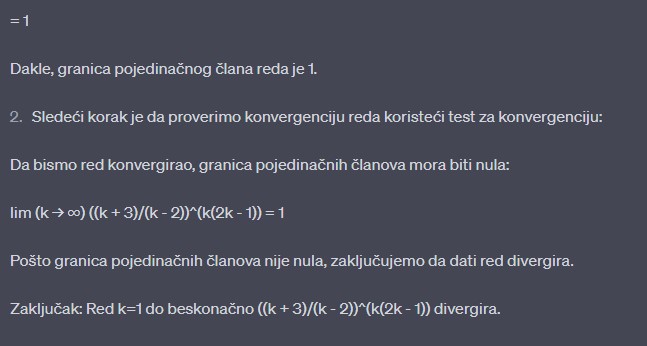 = 1
Dakle, granica pojedinačnog člana reda je 1.
2. Sledeći korak je da proverimo konvergenciju reda koristeći test za konvergenciju:
Da bismo red konvergirao, granica pojedinačnih članova mora biti nula:
lim (k → ∞) ((k + 3)/(k - 2))^(k(2k - 1)) = 1
Pošto granica pojedinačnih članova nije nula, zaključujemo da dati red divergira.
Zaključak: Red k=1 do beskonačno ((k + 3)/(k - 2))^(k(2k - 1)) divergira.